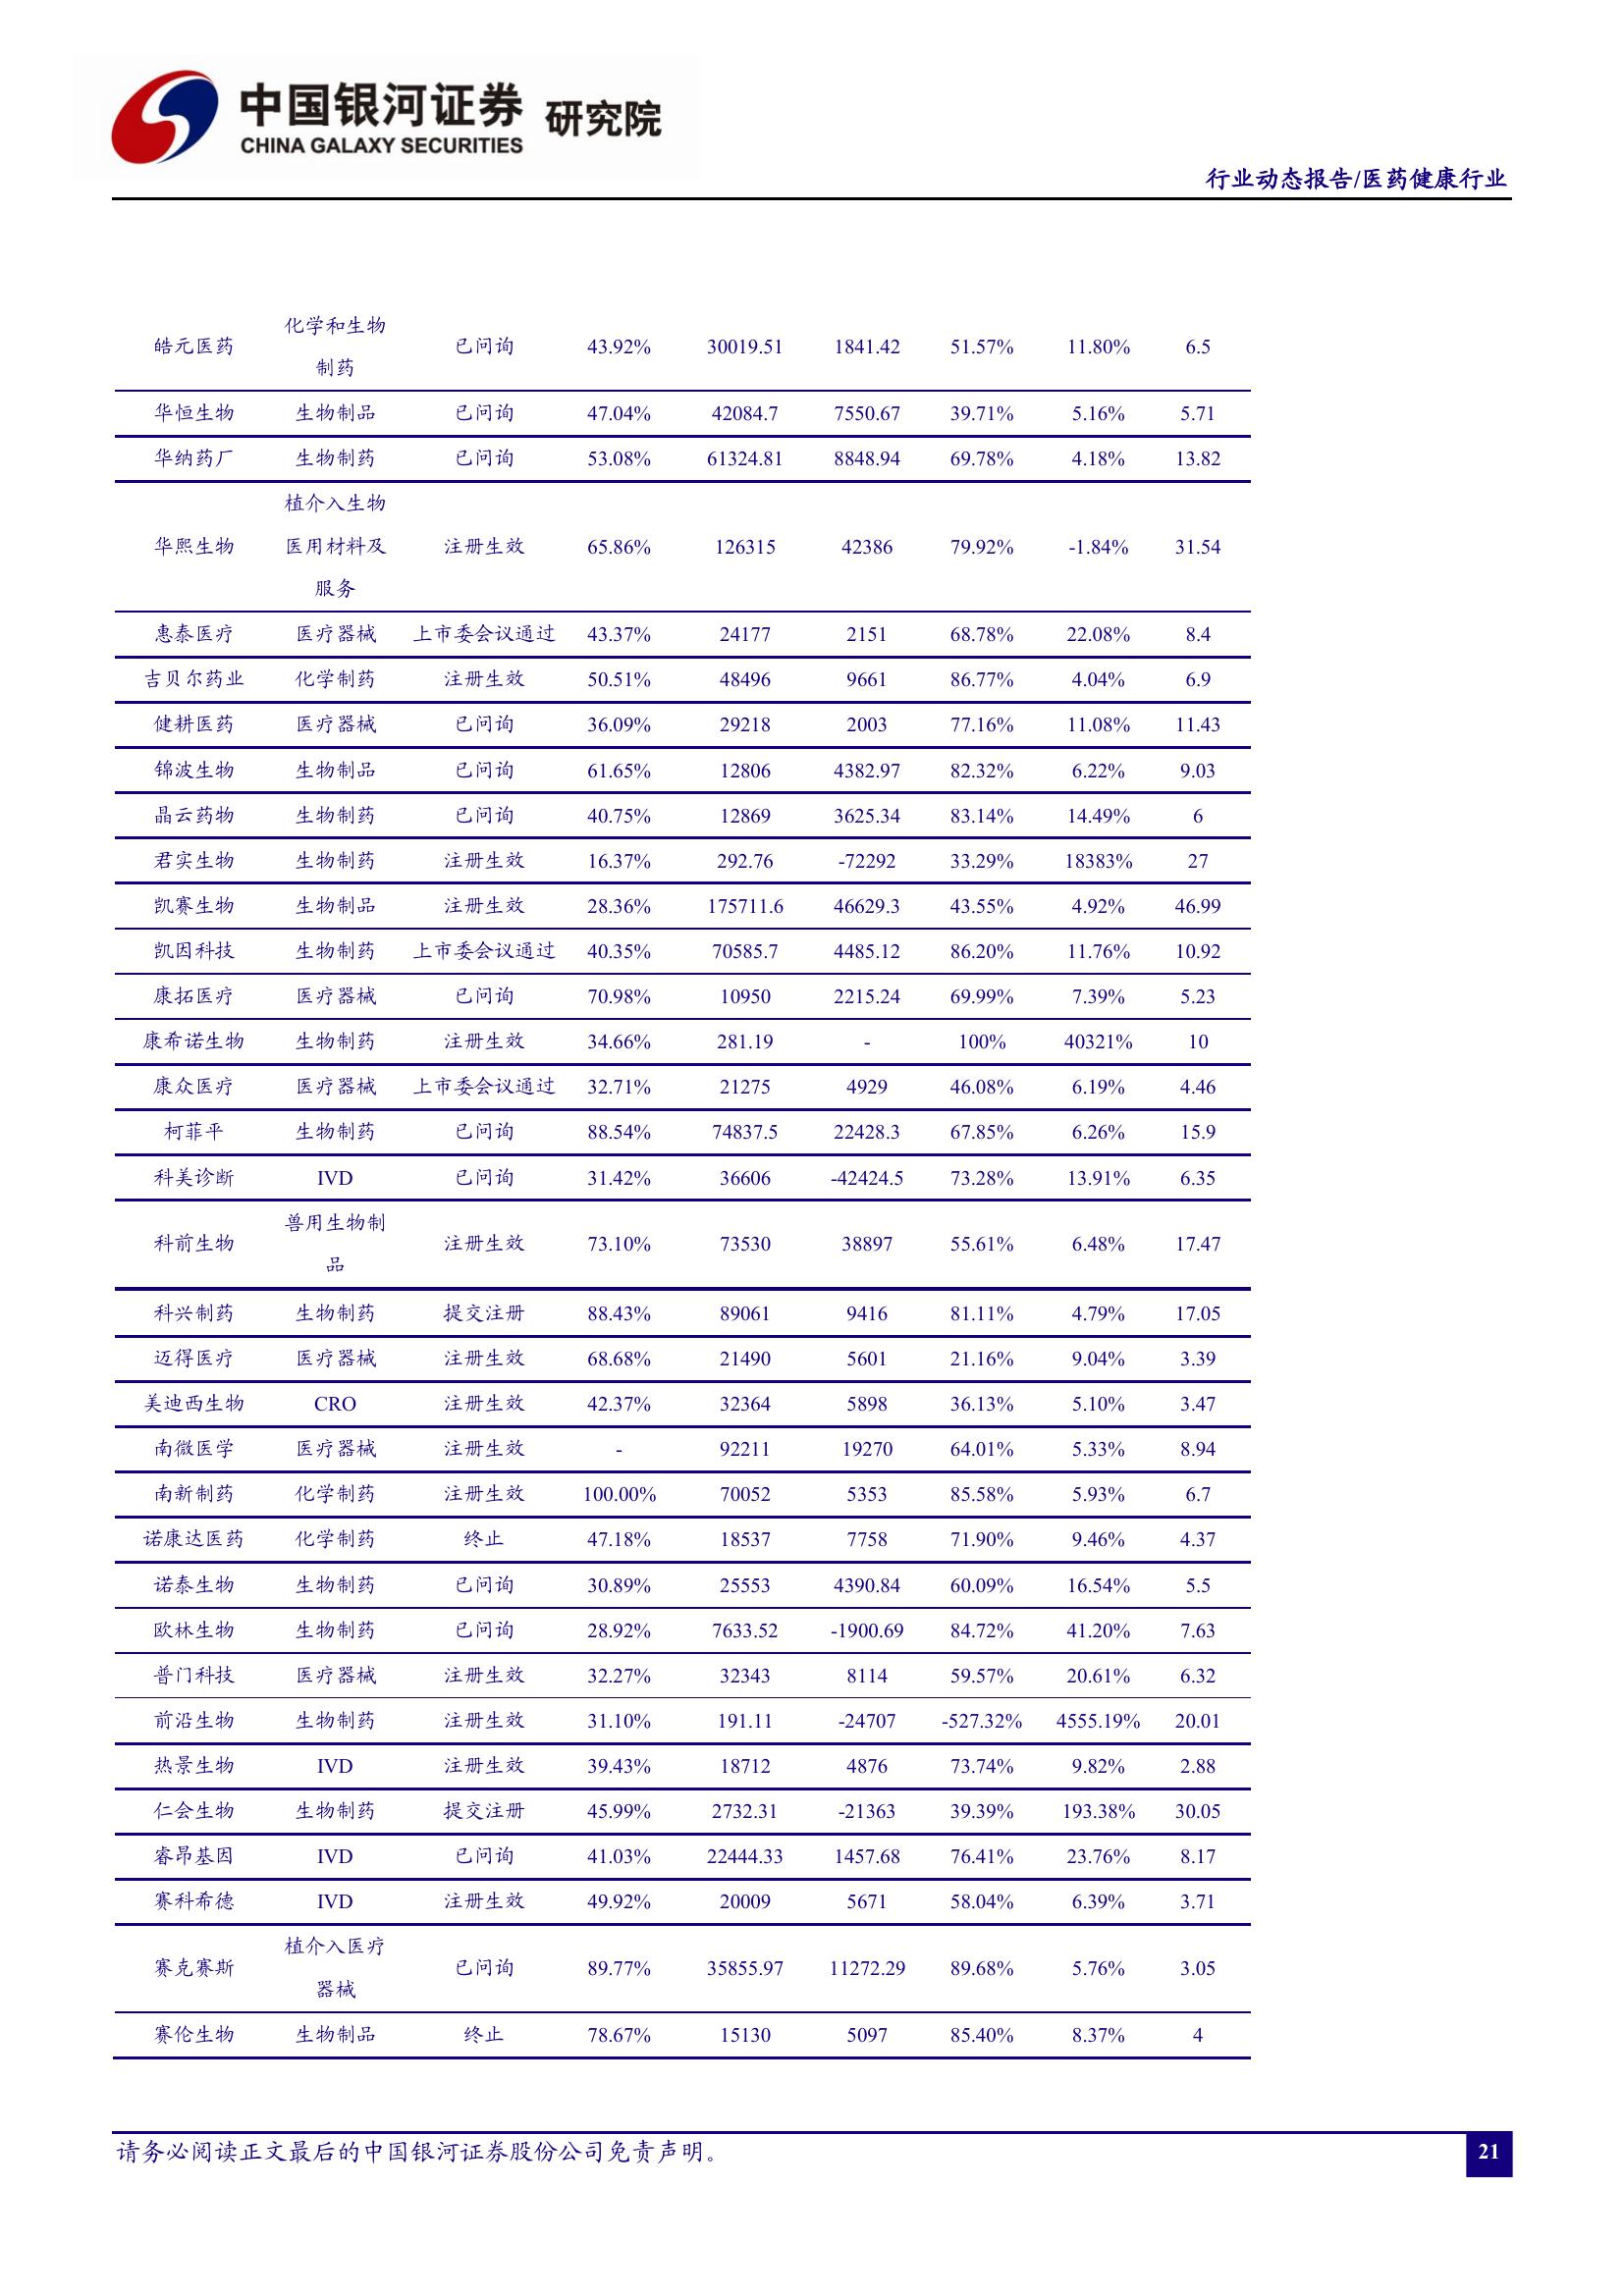 中国银河证券 研究院
CHINA GALAXY SECURITIES
行业动态报告/医药健康行业
皓元医药 化学和生物制药 已问询 43.92% 30019.51 1841.42 51.57% 11.80% 6.5
华恒生物 生物制品 已问询 47.04% 42084.7 7550.67 39.71% 5.16% 5.71
华纳药厂 生物制药 已问询 53.08% 61324.81 8848.94 69.78% 4.18% 13.82
华熙生物 植介入生物医用材料及服务 注册生效 65.86% 126315 42386 79.92% -1.84% 31.54
惠泰医疗 医疗器械 上市委会议通过 43.37% 24177 2151 68.78% 22.08% 8.4
吉贝尔药业 化学制药 注册生效 50.51% 48496 9661 86.77% 4.04% 6.9
健耕医药 医疗器械 已问询 36.09% 29218 2003 77.16% 11.08% 11.43
锦波生物 生物制品 已问询 61.65% 12806 4382.97 82.32% 6.22% 9.03
晶云药物 生物制药 已问询 40.75% 12869 3625.34 83.14% 14.49% 6
君实生物 生物制药 注册生效 16.37% 292.76 -72292 33.29% 18383% 27
凯赛生物 生物制品 注册生效 28.36% 175711.6 46629.3 43.55% 4.92% 46.99
凯因科技 生物制药 上市委会议通过 40.35% 70585.7 4485.12 86.20% 11.76% 10.92
康拓医疗 医疗器械 已问询 70.98% 10950 2215.24 69.99% 7.39% 5.23
康希诺生物 生物制药 注册生效 34.66% 281.19 - 100% 40321% 10
康众医疗 医疗器械 上市委会议通过 32.71% 21275 4929 46.08% 6.19% 4.46
柯菲平 生物制药 已问询 88.54% 74837.5 22428.3 67.85% 6.26% 15.9
科美诊断 IVD 已问询 31.42% 36606 -42424.5 73.28% 13.91% 6.35
科前生物 兽用生物制品 注册生效 73.10% 73530 38897 55.61% 6.48% 17.47
科兴制药 生物制药 提交注册 88.43% 89061 9416 81.11% 4.79% 17.05
迈得医疗 医疗器械 注册生效 68.68% 21490 5601 21.16% 9.04% 3.39
美迪西生物 CRO 注册生效 42.37% 32364 5898 36.13% 5.10% 3.47
南微医学 医疗器械 注册生效 - 92211 19270 64.01% 5.33% 8.94
南新制药 化学制药 注册生效 100.00% 70052 5353 85.58% 5.93% 6.7
诺康达医药 化学制药 终止 47.18% 18537 7758 71.90% 9.46% 4.37
诺泰生物 生物制药 已问询 30.89% 25553 4390.84 60.09% 16.54% 5.5
欧林生物 生物制药 已问询 28.92% 7633.52 -1900.69 84.72% 41.20% 7.63
普门科技 医疗器械 注册生效 32.27% 32343 8114 59.57% 20.61% 6.32
前沿生物 生物制药 注册生效 31.10% 191.11 -24707 -527.32% 4555.19% 20.01
热景生物 IVD 注册生效 39.43% 18712 4876 73.74% 9.82% 2.88
仁会生物 生物制药 提交注册 45.99% 2732.31 -21363 39.39% 193.38% 30.05
睿昂基因 IVD 已问询 41.03% 22444.33 1457.68 76.41% 23.76% 8.17
赛科希德 IVD 注册生效 49.92% 20009 5671 58.04% 6.39% 3.71
赛克赛斯 植介入医疗器械 已问询 89.77% 35855.97 11272.29 89.68% 5.76% 3.05
赛伦生物 生物制品 终止 78.67% 15130 5097 85.40% 8.37% 4
请务必阅读正文最后的中国银河证券股份公司免责声明。
21